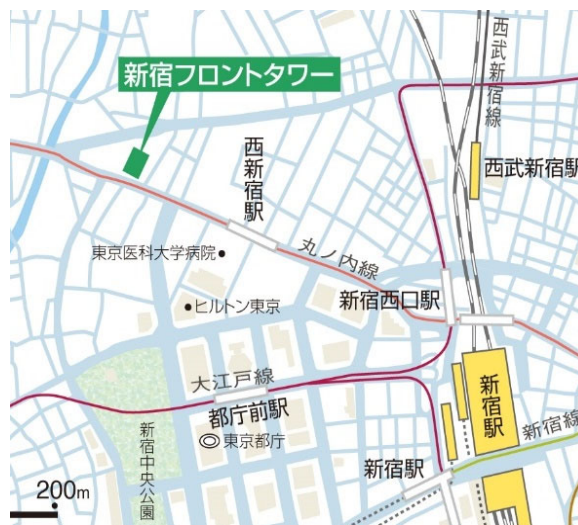 新宿フロントタワー
西武新宿線
西新宿駅
西武新宿駅
東京医科大学病院
丸ノ内線
新宿西口駅
ヒルトン東京
大江戸線
都庁前駅
東京都庁
新宿駅
新宿線
新宿駅
新宿中央公園
200m